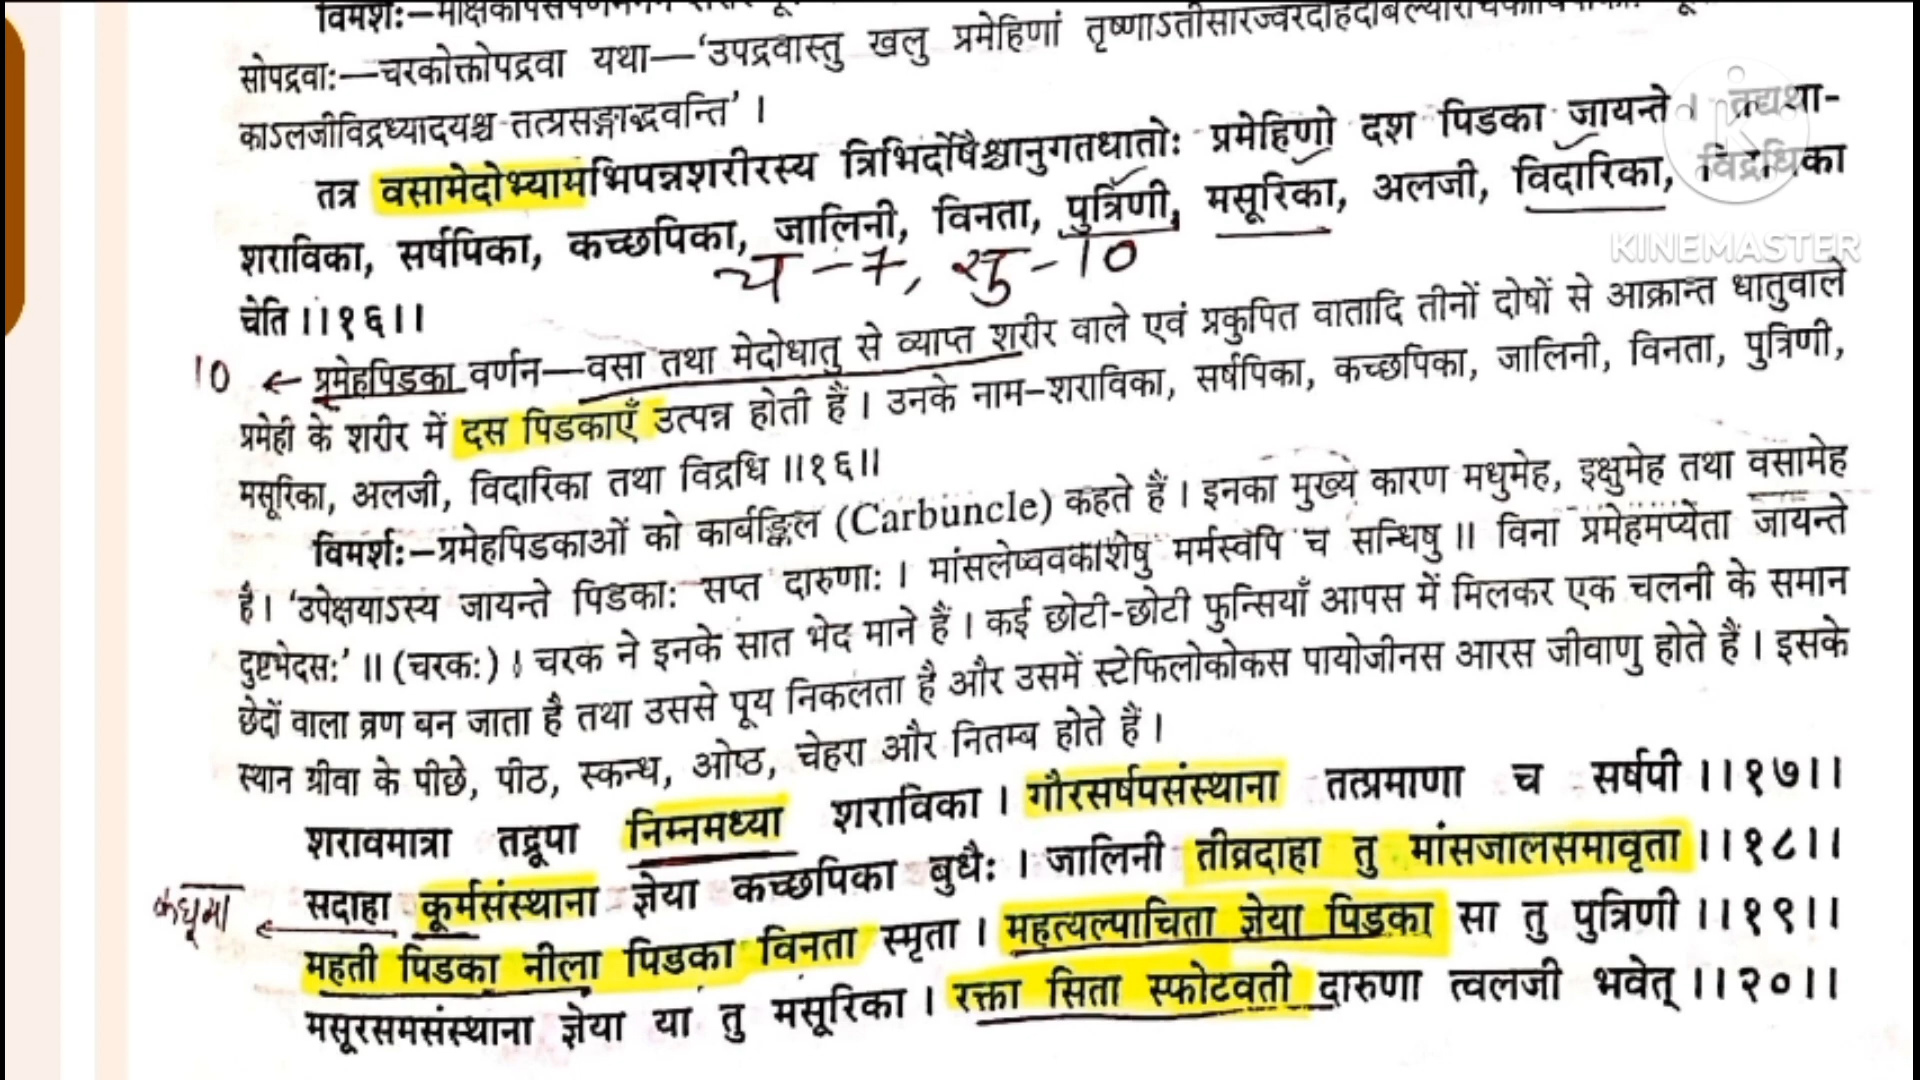 विमर्शः—
सोपद्रवाः—चरकोक्तोपद्रवा यथा—'उपद्रवास्तु खलु प्रमेहिणां तृष्णाऽतीसारज्वरदाहदौर्बल्यारोचकाविपाकाः
काऽलजीविद्रध्यादयश्च तत्प्रसङ्गाद्भवन्ति' ।
तत्र वसामेदोभ्यामभिपन्नशरीरस्य त्रिभिर्दोषैश्चानुगतधातोः प्रमेहिणो दश पिडका जायन्ते । तद्यथा-
शराविका, सर्षपिका, कच्छपिका, जालिनी, विनता, पुत्रिणी, मसूरिका, अलजी, विदारिका, विद्रधिका
च-7, सु-10
चेति ।।१६।।
10 ← प्रमेहपिडका वर्णन—वसा तथा मेदोधातु से व्याप्त शरीर वाले एवं प्रकुपित वातादि तीनों दोषों से आक्रान्त धातुवाले
प्रमेही के शरीर में दस पिडकाएँ उत्पन्न होती हैं । उनके नाम-शराविका, सर्षपिका, कच्छपिका, जालिनी, विनता, पुत्रिणी,
मसूरिका, अलजी, विदारिका तथा विद्रधि ।।१६।।
विमर्शः—प्रमेहपिडकाओं को कार्बङ्किल (Carbuncle) कहते हैं । इनका मुख्य कारण मधुमेह, इक्षुमेह तथा वसामेह
है। 'उपेक्षयाऽस्य जायन्ते पिडकाः सप्त दारुणाः । मांसलेष्ववकाशेषु मर्मस्वपि च सन्धिषु ।। विना प्रमेहमप्येता जायन्ते
दुष्टभेदसः' ।। (चरकः) । चरक ने इनके सात भेद माने हैं । कई छोटी-छोटी फुन्सियाँ आपस में मिलकर एक चलनी के समान
छेदों वाला व्रण बन जाता है तथा उससे पूय निकलता है और उसमें स्टेफिलोकोकस पायोजीनस आरस जीवाणु होते हैं । इसके
स्थान ग्रीवा के पीछे, पीठ, स्कन्ध, ओष्ठ, चेहरा और नितम्ब होते हैं ।
शरावमात्रा तद्रूपा निम्नमध्या शराविका । गौरसर्षपसंस्थाना तत्प्रमाणा च सर्षपी ।।१७।।
सदाहा कूर्मसंस्थाना ज्ञेया कच्छपिका बुधैः । जालिनी तीव्रदाहा तु मांसजालसमावृता ।।१८।।
महती पिडका नीला पिडका विनता स्मृता । महत्यल्पाचिता ज्ञेया पिडका सा तु पुत्रिणी ।।१९।।
मसूरसमसंस्थाना ज्ञेया या तु मसूरिका । रक्ता सिता स्फोटवती दारुणा त्वलजी भवेत् ।।२०।।
KINEMASTER